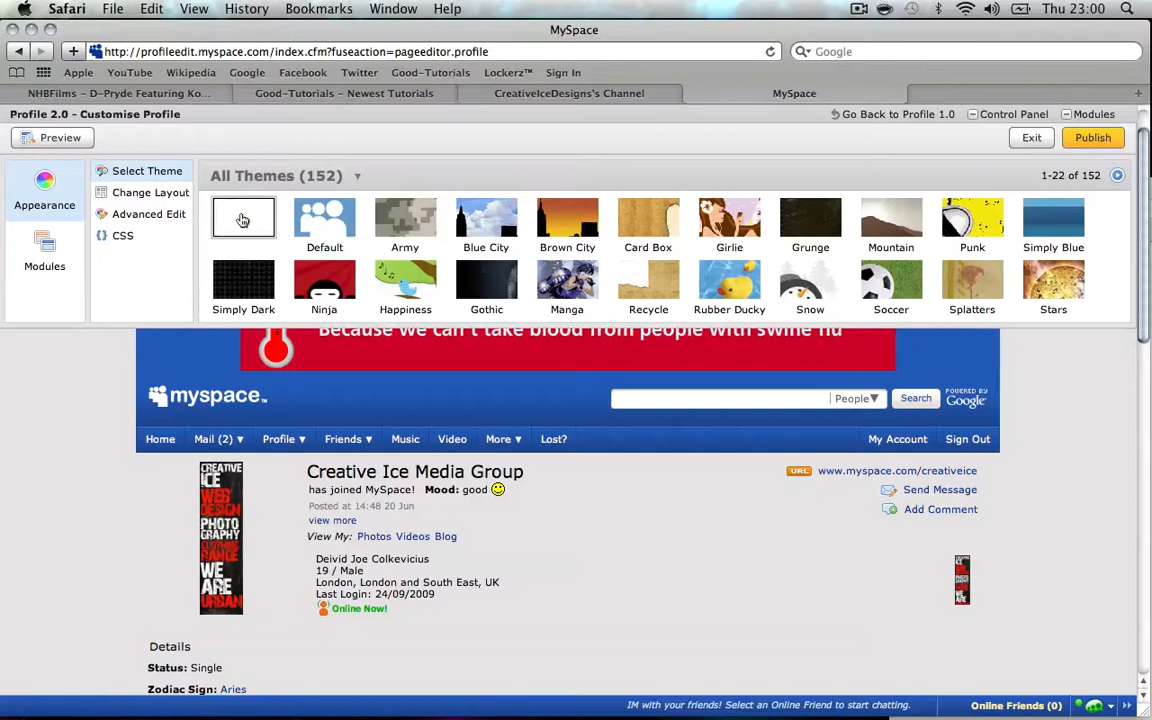 Safari File Edit View History Bookmarks Window Help Thu 23:00
MySpace
http://profileedit.myspace.com/index.cfm?fuseaction=pageeditor.profile
Google
Apple YouTube Wikipedia Google Facebook Twitter Good-Tutorials Lockerz™ Sign In
NHBFilms – D-Pryde Featuring Ko... Good-Tutorials – Newest Tutorials CreativeIceDesigns's Channel MySpace
Profile 2.0 - Customise Profile Go Back to Profile 1.0 Control Panel Modules
Preview Exit Publish
Appearance
Modules
Select Theme
Change Layout
Advanced Edit
CSS
All Themes (152) ▼ 1-22 of 152
Default Army Blue City Brown City Card Box Girlie Grunge Mountain Punk Simply Blue
Simply Dark Ninja Happiness Gothic Manga Recycle Rubber Ducky Snow Soccer Splatters Stars
Because we can't take blood from people with swine flu
myspace™ People▼ Search POWERED BY Google
Home Mail (2) ▼ Profile ▼ Friends ▼ Music Video More ▼ Lost? My Account Sign Out
CREATIVE
ICE
WEB
DESIGN
PHOTO
GRAPHY
WE
ARE
URBAN
Creative Ice Media Group
has joined MySpace! Mood: good
Posted at 14:48 20 Jun
view more
View My: Photos Videos Blog
URL www.myspace.com/creativeice
Send Message
Add Comment
Deivid Joe Colkevicius
19 / Male
London, London and South East, UK
Last Login: 24/09/2009
Online Now!
Details
Status: Single
Zodiac Sign: Aries
IM with your friends! Select an Online Friend to start chatting. Online Friends (0)